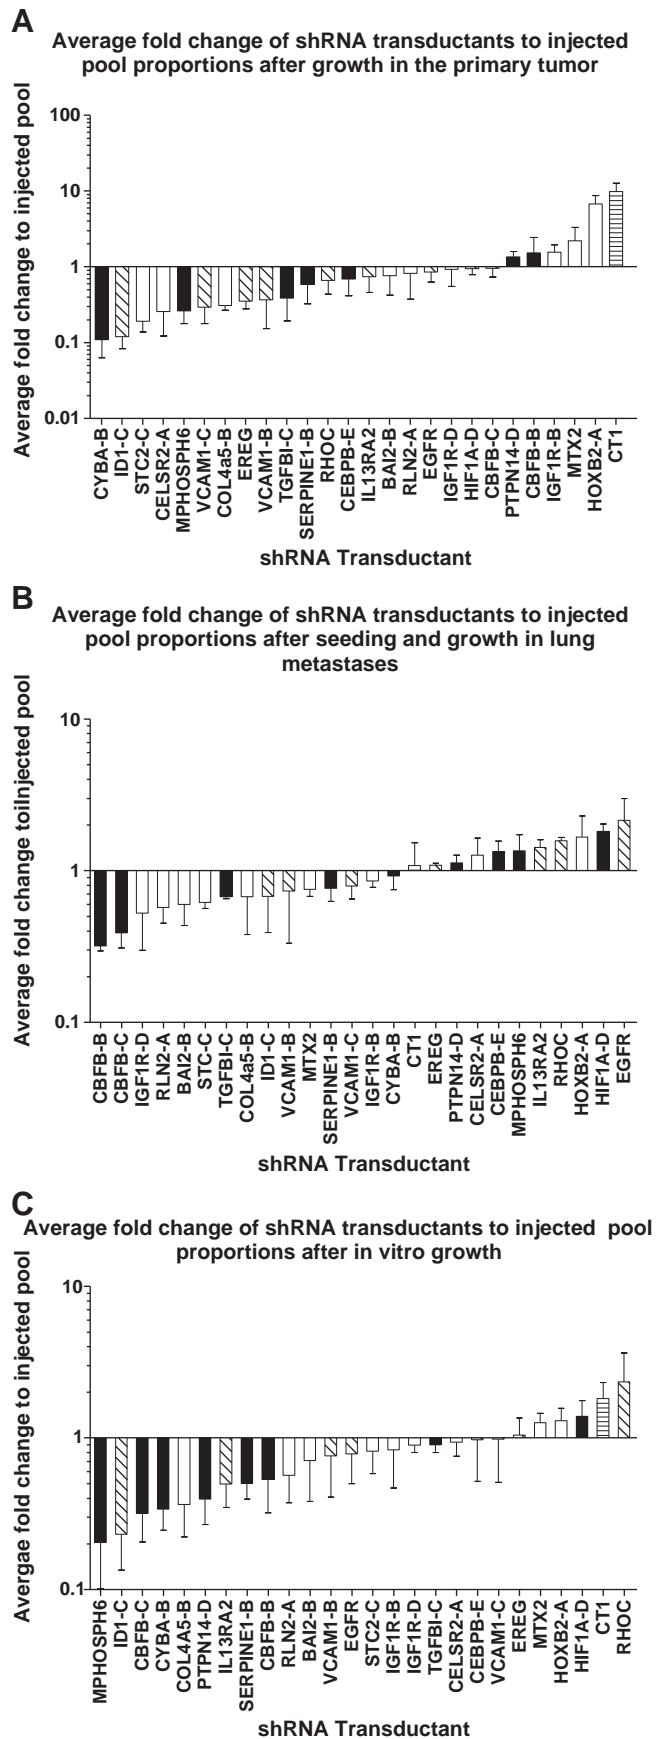 A
Average fold change of shRNA transductants to injected
pool proportions after growth in the primary tumor
Average fold change to injected pool
100
10
1
0.1
0.01
CYBA-B
ID1-C
STC2-C
CELSR2-A
MPHOSPH6
VCAM1-C
COL4a5-B
EREG
VCAM1-B
TGFBI-C
SERPINE1-B
RHOC
CEBPB-E
IL13RA2
BAI2-B
RLN2-A
EGFR
IGF1R-D
HIF1A-D
CBFB-C
PTPN14-D
CBFB-B
IGF1R-B
MTX2
HOXB2-A
CT1
shRNA Transductant
B
Average fold change of shRNA transductants to injected
pool proportions after seeding and growth in lung
metastases
Average fold change toiInjected pool
10
1
0.1
CBFB-B
CBFB-C
IGF1R-D
RLN2-A
BAI2-B
STC-C
TGFBI-C
COL4a5-B
ID1-C
VCAM1-B
MTX2
SERPINE1-B
VCAM1-C
IGF1R-B
CYBA-B
CT1
EREG
PTPN14-D
CELSR2-A
CEBPB-E
MPHOSPH6
IL13RA2
RHOC
HOXB2-A
HIF1A-D
EGFR
shRNA Transductant
C
Average fold change of shRNA transductants to injected pool
proportions after in vitro growth
Avergae fold change to injected pool
10
1
0.1
MPHOSPH6
ID1-C
CBFB-C
CYBA-B
COL4A5-B
PTPN14-D
IL13RA2
SERPINE1-B
CBFB-B
RLN2-A
BAI2-B
VCAM1-B
EGFR
STC2-C
IGF1R-B
IGF1R-D
TGFBI-C
CELSR2-A
CEBPB-E
VCAM1-C
EREG
MTX2
HOXB2-A
HIF1A-D
CT1
RHOC
shRNA Transductant